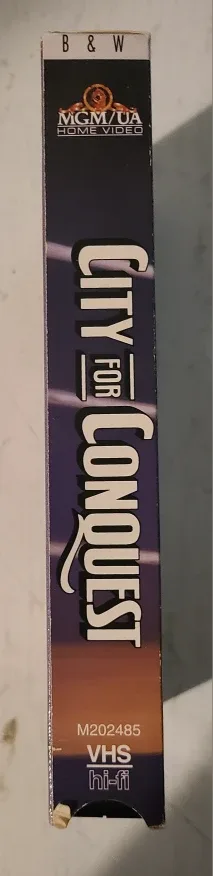 B & W
MGM/UA
HOME VIDEO
CITY FOR CONQUEST
M202485
VHS
hi-fi